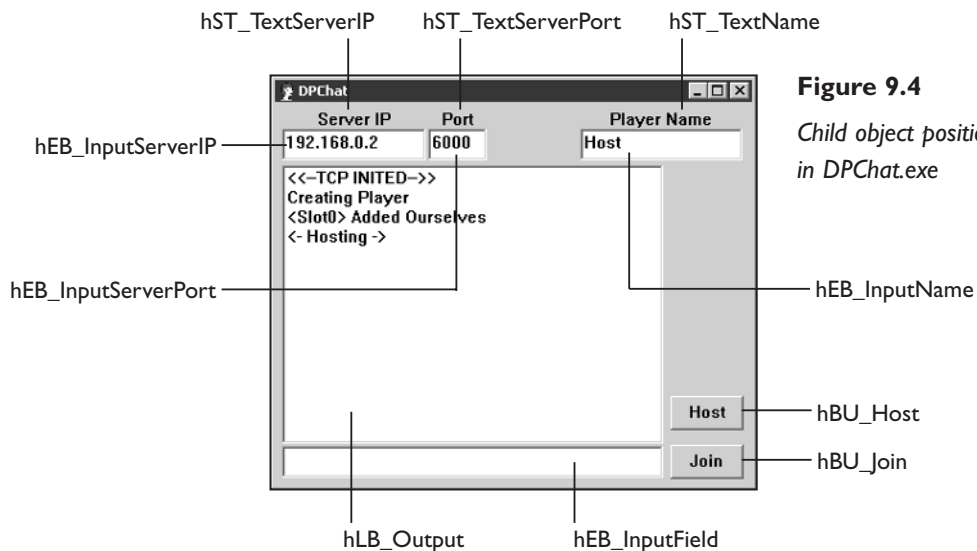 hST_TextServerIP hST_TextServerPort hST_TextName
Figure 9.4
Child object positio
in DPChat.exe
DPChat
Server IP Port Player Name
hEB_InputServerIP
192.168.0.2 6000 Host
<<-TCP INITED->>
Creating Player
<Slot0> Added Ourselves
<- Hosting ->
hEB_InputServerPort
hEB_InputName
Host
hBU_Host
Join
hBU_Join
hLB_Output hEB_InputField